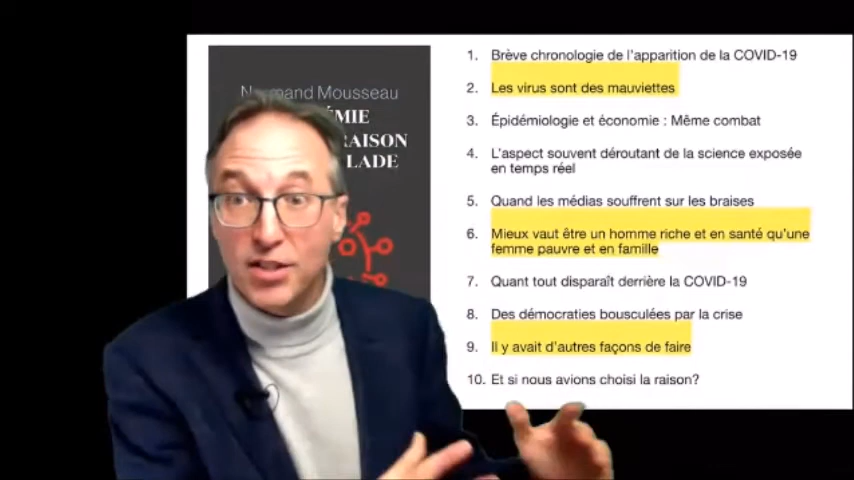 Normand Mousseau
ÉMIE
RAISON
LADE
1. Brève chronologie de l'apparition de la COVID-19
2. Les virus sont des mauviettes
3. Épidémiologie et économie : Même combat
4. L'aspect souvent déroutant de la science exposée
en temps réel
5. Quand les médias souffrent sur les braises
6. Mieux vaut être un homme riche et en santé qu'une
femme pauvre et en famille
7. Quant tout disparaît derrière la COVID-19
8. Des démocraties bousculées par la crise
9. Il y avait d'autres façons de faire
10. Et si nous avions choisi la raison?